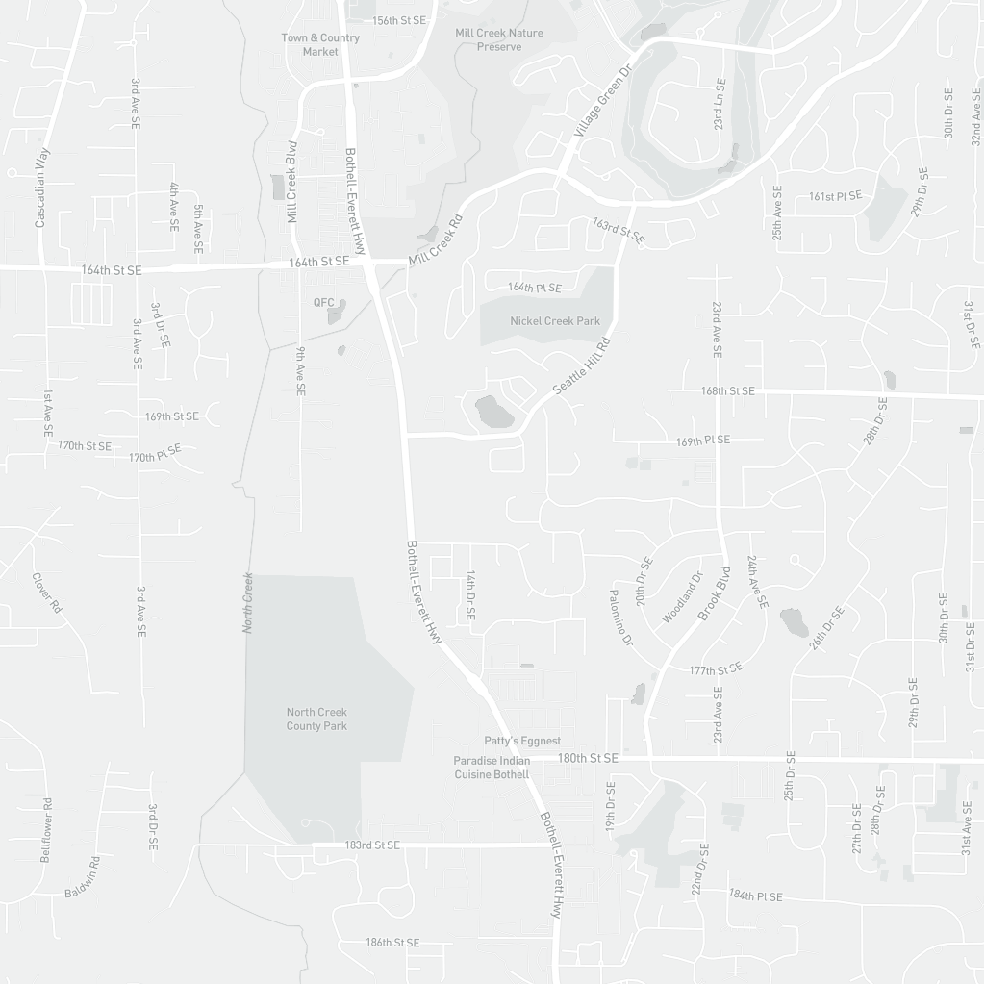 156th St SE
Town & Country
Market
Mill Creek Nature
Preserve
Village Green Dr
23rd Ln SE
30th Dr SE
32nd Ave SE
3rd Ave SE
Cascadian Way
Mill Creek Blvd
Bothell-Everett Hwy
4th Ave SE
5th Ave SE
161st Pl SE
25th Ave SE
29th Dr SE
Mill Creek Rd
163rd St SE
164th St SE
164th St SE
164th Pl SE
QFC
Nickel Creek Park
3rd Dr SE
3rd Ave SE
23rd Ave SE
31st Dr SE
9th Ave SE
Seattle Hill Rd
168th St SE
1st Ave SE
169th St SE
28th Dr SE
170th St SE
170th Pl SE
169th Pl SE
Bothell-Everett Hwy
Clover Rd
North Creek
3rd Ave SE
14th Dr SE
20th Dr SE
Woodland Dr
Palomino Dr
Brook Blvd
24th Ave SE
26th Dr SE
30th Dr SE
31st Dr SE
177th St SE
23rd Ave SE
29th Dr SE
North Creek
County Park
Patty's Eggnest
Paradise Indian
Cuisine Bothell
180th St SE
25th Dr SE
Bellflower Rd
3rd Dr SE
19th Dr SE
27th Dr SE
28th Dr SE
31st Ave SE
183rd St SE
Bothell-Everett Hwy
Baldwin Rd
22nd Dr SE
184th Pl SE
186th St SE